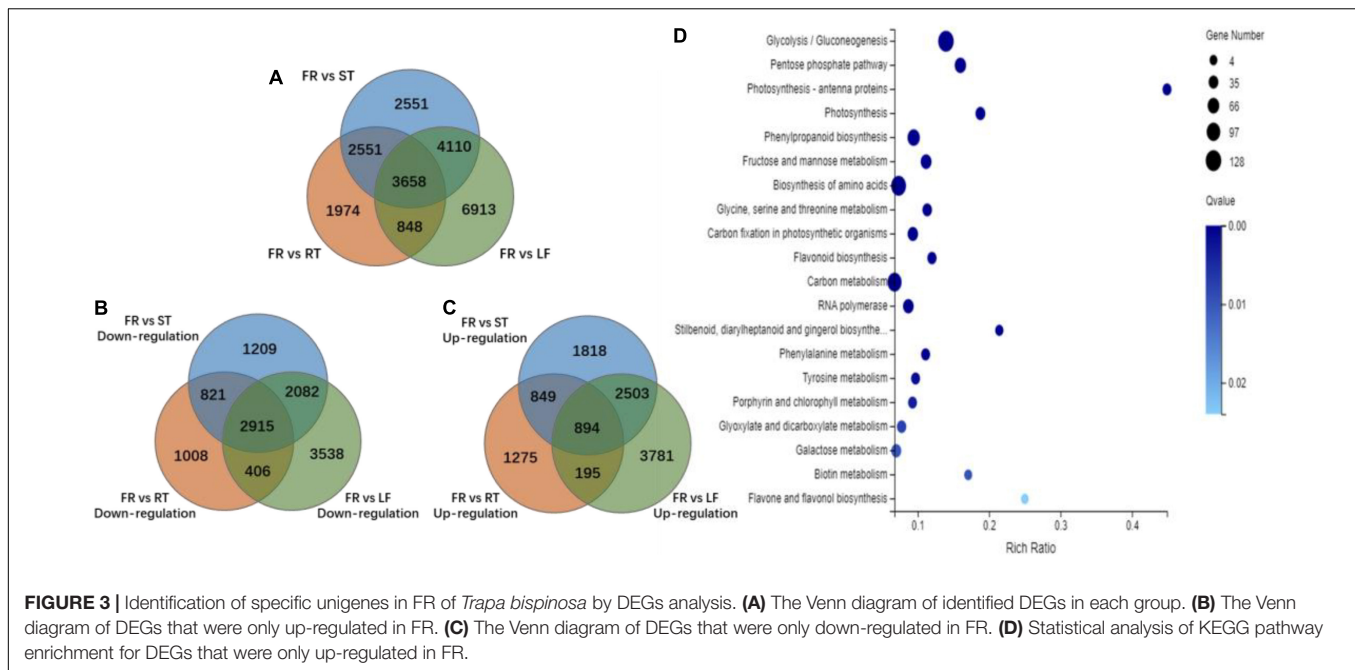 A
FR vs ST
2551
2551
4110
3658
1974
848
6913
FR vs RT
FR vs LF
B
FR vs ST
Down-regulation
1209
821
2082
2915
1008
406
3538
FR vs RT
Down-regulation
FR vs LF
Down-regulation
C
FR vs ST
Up-regulation
1818
849
2503
894
1275
195
3781
FR vs RT
Up-regulation
FR vs LF
Up-regulation
D
Glycolysis / Gluconeogenesis
Pentose phosphate pathway
Photosynthesis - antenna proteins
Photosynthesis
Phenylpropanoid biosynthesis
Fructose and mannose metabolism
Biosynthesis of amino acids
Glycine, serine and threonine metabolism
Carbon fixation in photosynthetic organisms
Flavonoid biosynthesis
Carbon metabolism
RNA polymerase
Stilbenoid, diarylheptanoid and gingerol biosynthe...
Phenylalanine metabolism
Tyrosine metabolism
Porphyrin and chlorophyll metabolism
Glyoxylate and dicarboxylate metabolism
Galactose metabolism
Biotin metabolism
Flavone and flavonol biosynthesis
0.1 0.2 0.3 0.4
Rich Ratio
Gene Number
4
35
66
97
128
Qvalue
0.00
0.01
0.02
FIGURE 3 | Identification of specific unigenes in FR of Trapa bispinosa by DEGs analysis. (A) The Venn diagram of identified DEGs in each group. (B) The Venn
diagram of DEGs that were only up-regulated in FR. (C) The Venn diagram of DEGs that were only down-regulated in FR. (D) Statistical analysis of KEGG pathway
enrichment for DEGs that were only up-regulated in FR.